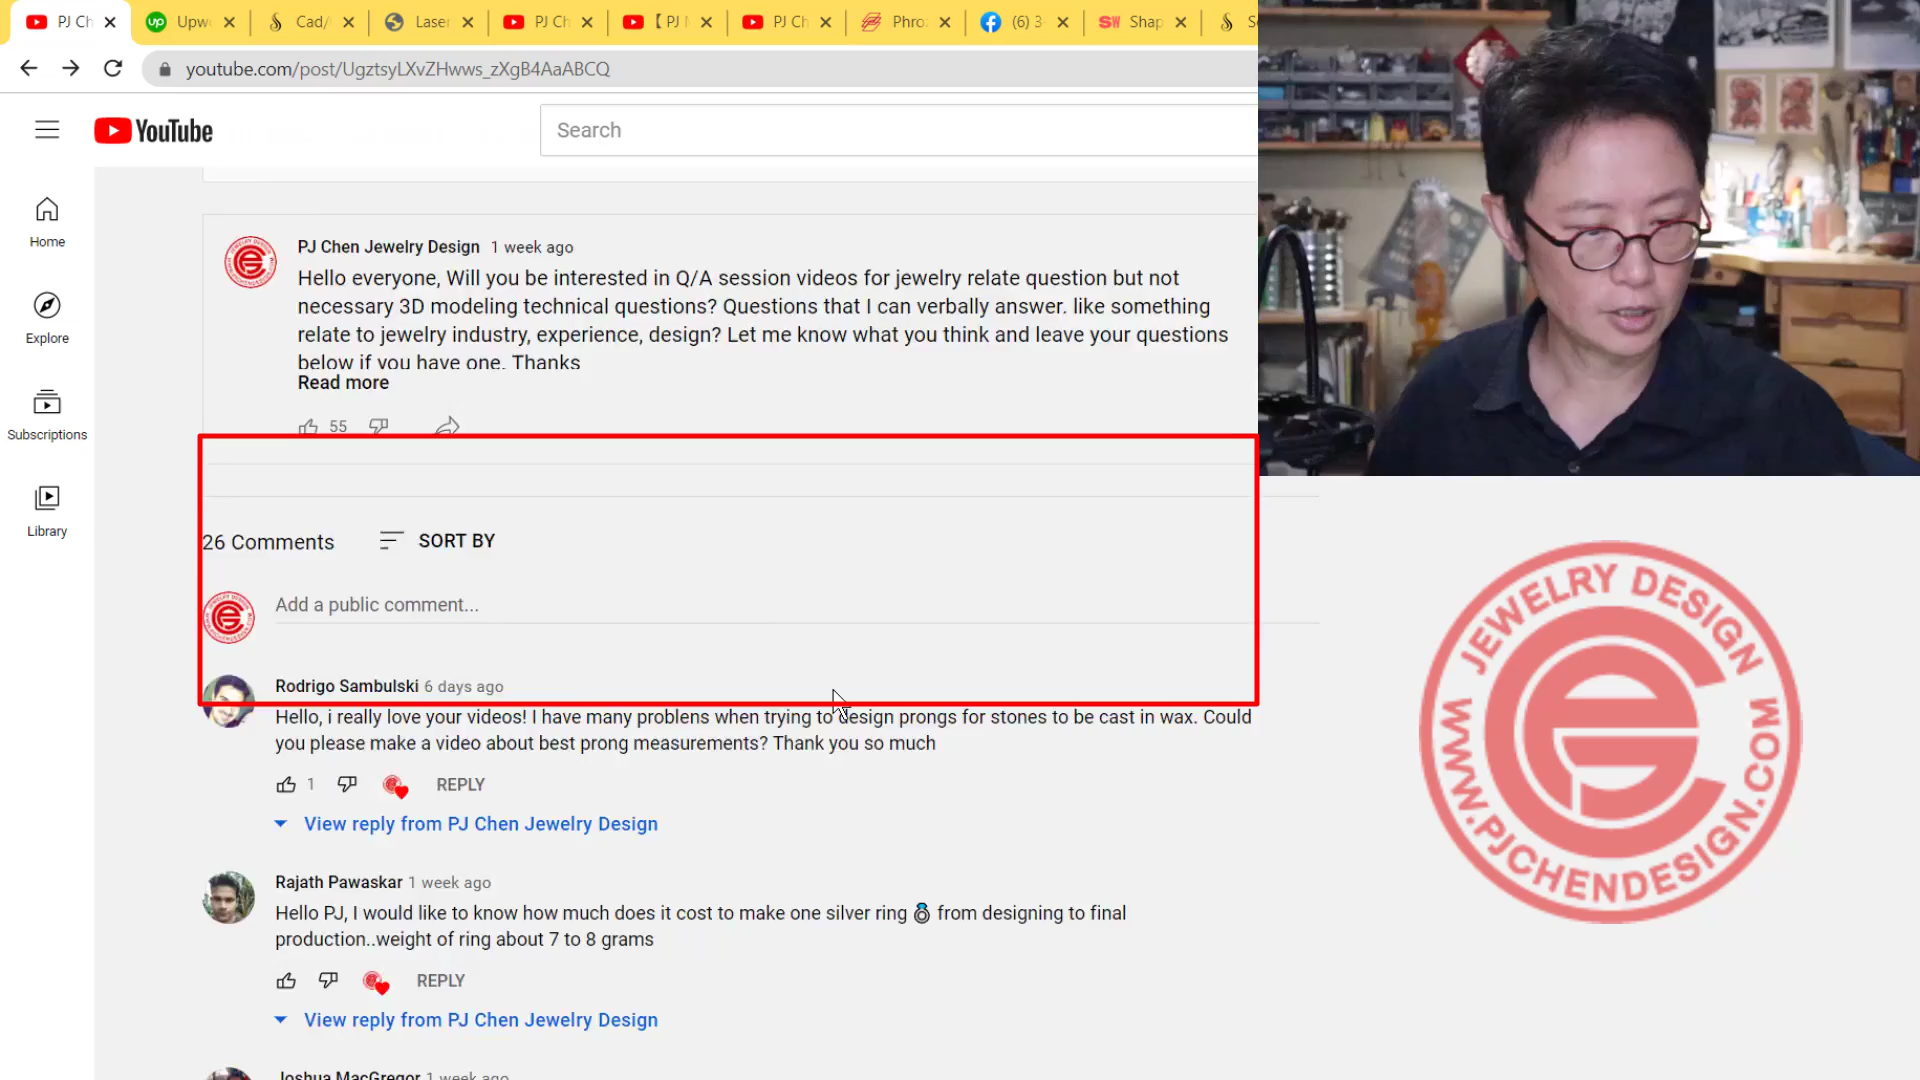 PJ Ch
Upw
Cad/
Laser
PJ Ch
【PJ
PJ Ch
Phro
(6) 3
SW
Shap
youtube.com/post/UgztsyLXvZHwws_zXgB4AaABCQ
YouTube
Search
Home
Explore
Subscriptions
Library
PJ Chen Jewelry Design 1 week ago
Hello everyone, Will you be interested in Q/A session videos for jewelry relate question but not
necessary 3D modeling technical questions? Questions that I can verbally answer. like something
relate to jewelry industry, experience, design? Let me know what you think and leave your questions
below if you have one. Thanks
Read more
55
26 Comments
SORT BY
Add a public comment...
Rodrigo Sambulski 6 days ago
Hello, i really love your videos! I have many problens when trying to design prongs for stones to be cast in wax. Could
you please make a video about best prong measurements? Thank you so much
1
REPLY
View reply from PJ Chen Jewelry Design
Rajath Pawaskar 1 week ago
Hello PJ, I would like to know how much does it cost to make one silver ring 💍 from designing to final
production..weight of ring about 7 to 8 grams
REPLY
View reply from PJ Chen Jewelry Design
Joshua MacGregor 1 week ago
JEWELRY DESIGN
WWW.PJCHENDESIGN.COM